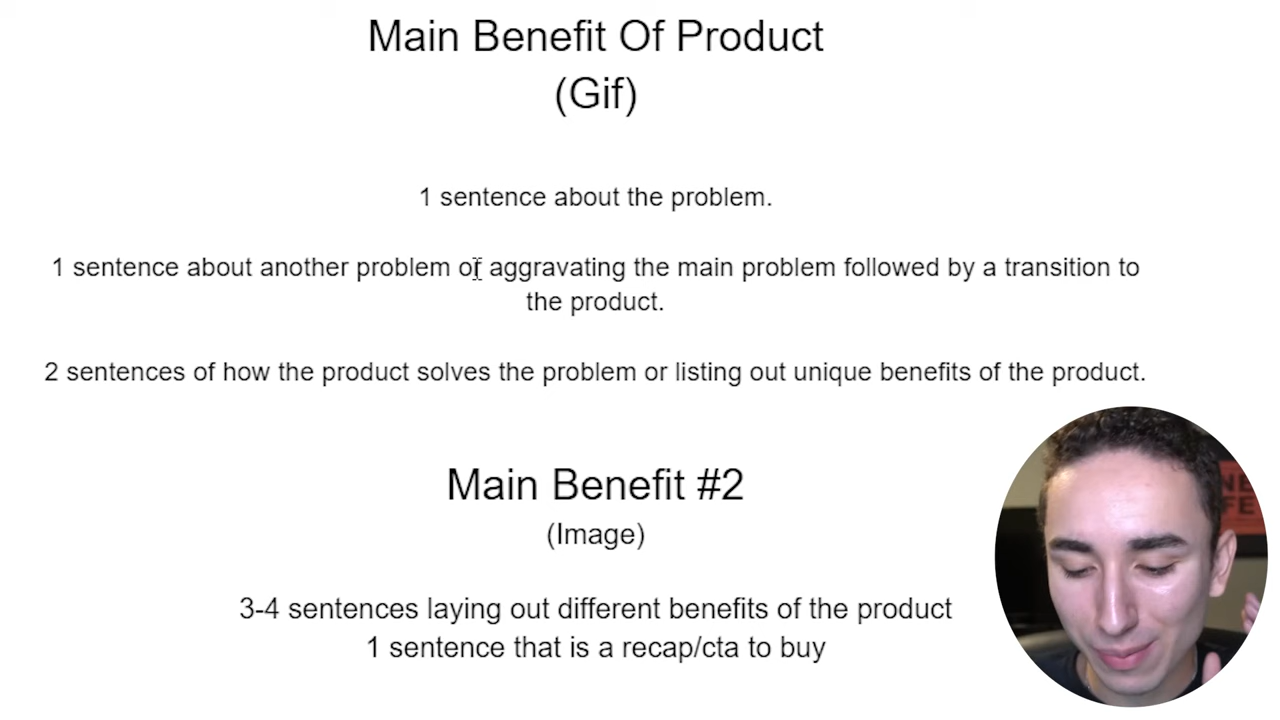 Main Benefit Of Product
(Gif)
1 sentence about the problem.
1 sentence about another problem of aggravating the main problem followed by a transition to
the product.
2 sentences of how the product solves the problem or listing out unique benefits of the product.
Main Benefit #2
(Image)
3-4 sentences laying out different benefits of the product
1 sentence that is a recap/cta to buy